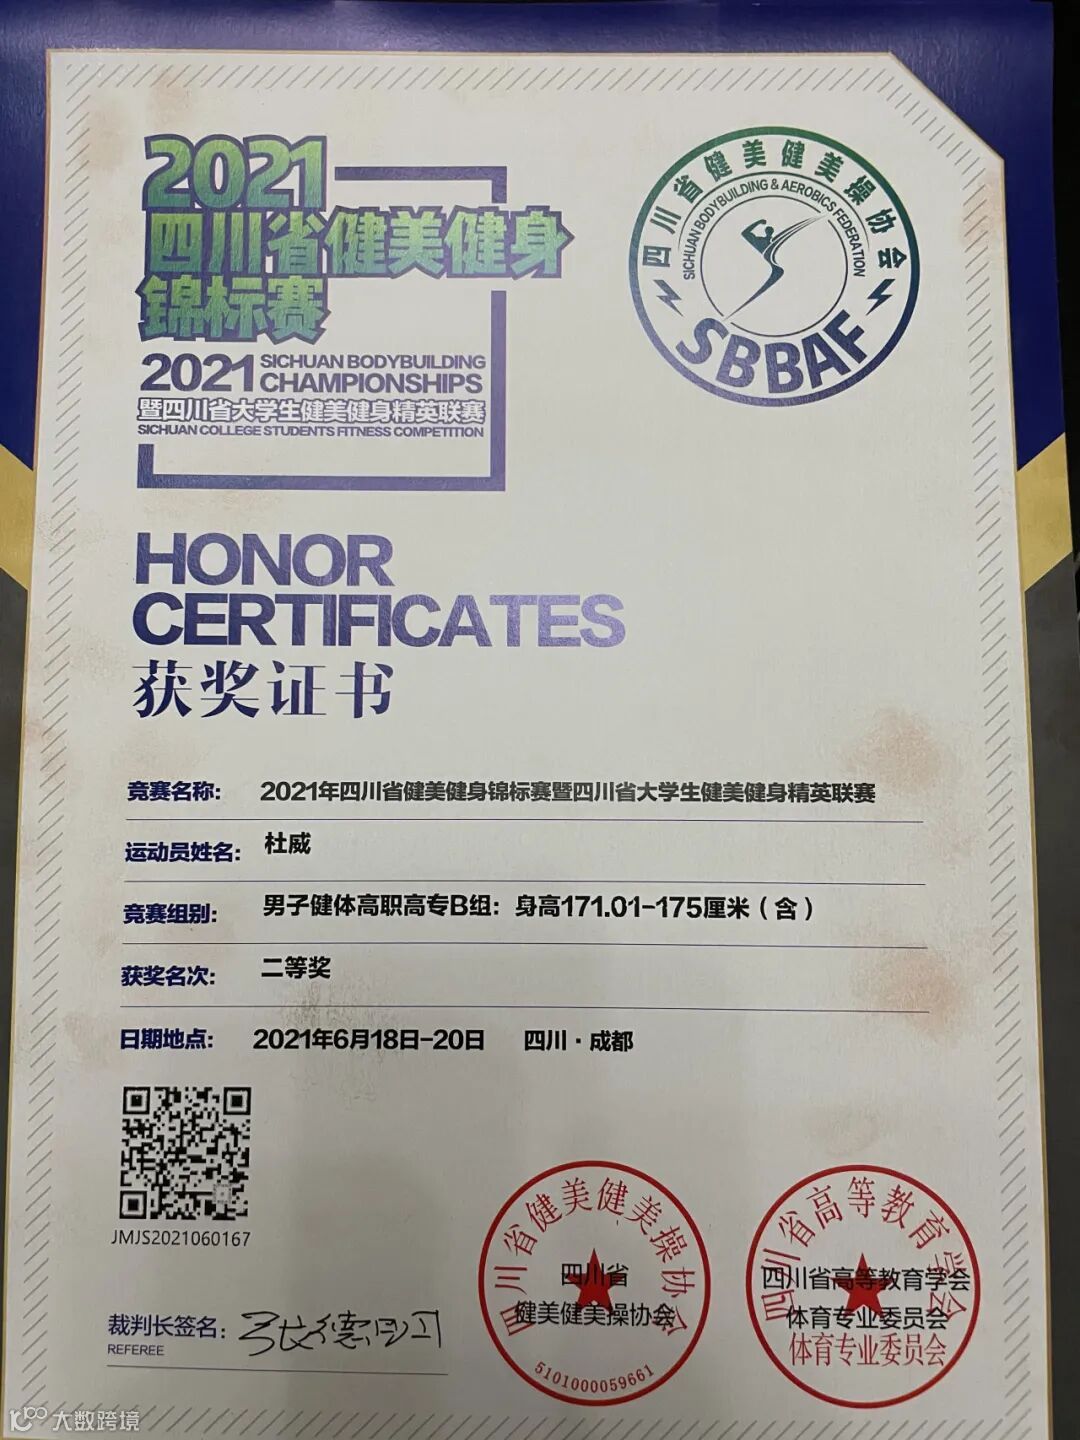 2021
四川省健美健身
锦标赛
2021 SICHUAN BODYBUILDING
CHAMPIONSHIPS
暨四川省大学生健美健身精英联赛
SICHUAN COLLEGE STUDENTS FITNESS COMPETITION
四川省健美健美操协会
SICHUAN BODYBUILDING & AEROBICS FEDERATION
SBBAF
HONOR
CERTIFICATES
获奖证书
竞赛名称: 2021年四川省健美健身锦标赛暨四川省大学生健美健身精英联赛
运动员姓名: 杜威
竞赛组别: 男子健体高职高专B组：身高171.01-175厘米（含）
获奖名次: 二等奖
日期地点: 2021年6月18日-20日 四川·成都
JMJS2021060167
裁判长签名:
REFEREE
四川省健美健美操协会
四川省
健美健美操协会
5101000059661
四川省高等教育学会
四川省高等教育学会
体育专业委员会
体育专业委员会
大数跨境